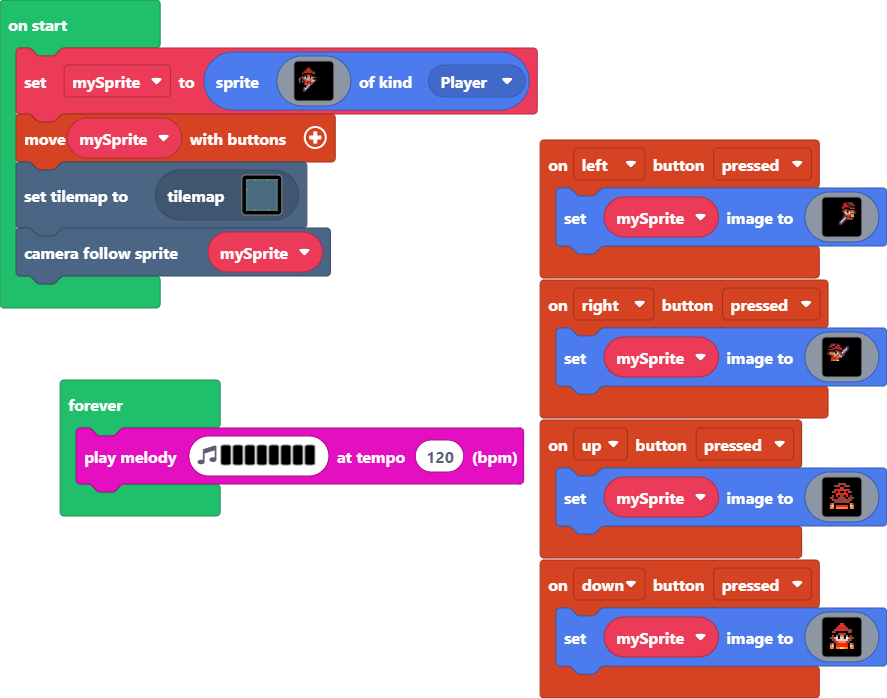 on start
set mySprite to sprite of kind Player
move mySprite with buttons
set tilemap to tilemap
camera follow sprite mySprite
forever
play melody at tempo 120 (bpm)
on left button pressed
set mySprite image to
on right button pressed
set mySprite image to
on up button pressed
set mySprite image to
on down button pressed
set mySprite image to